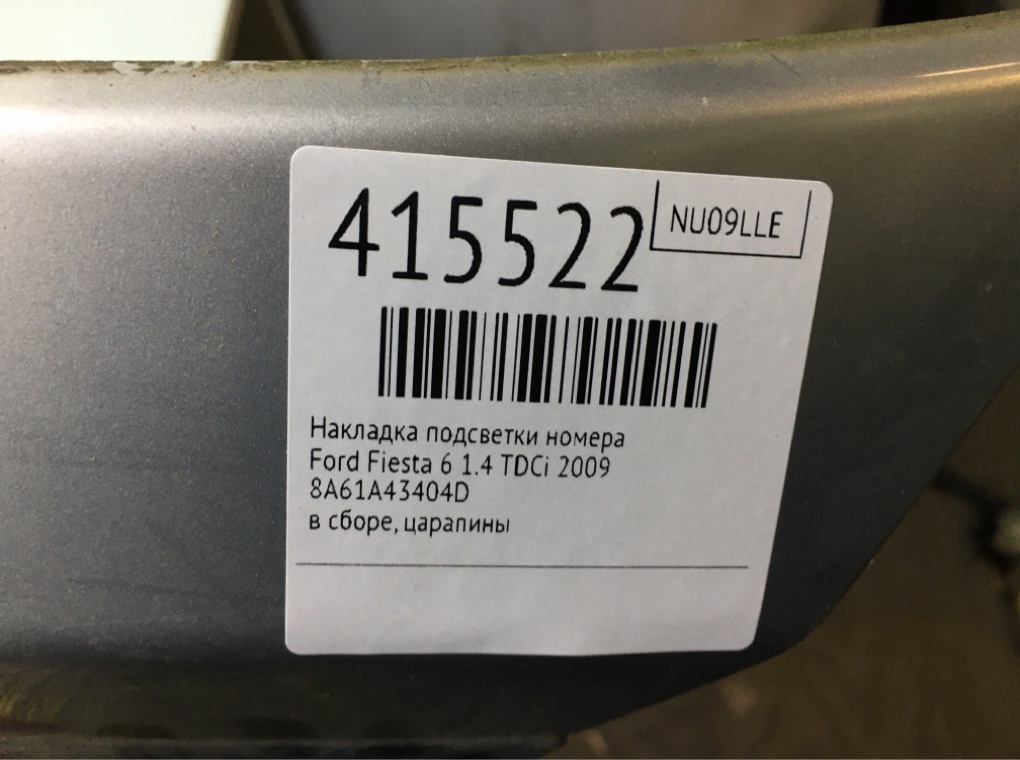 415522
NU09LLE
Накладка подсветки номера
Ford Fiesta 6 1.4 TDCi 2009
8A61A43404D
в сборе, царапины